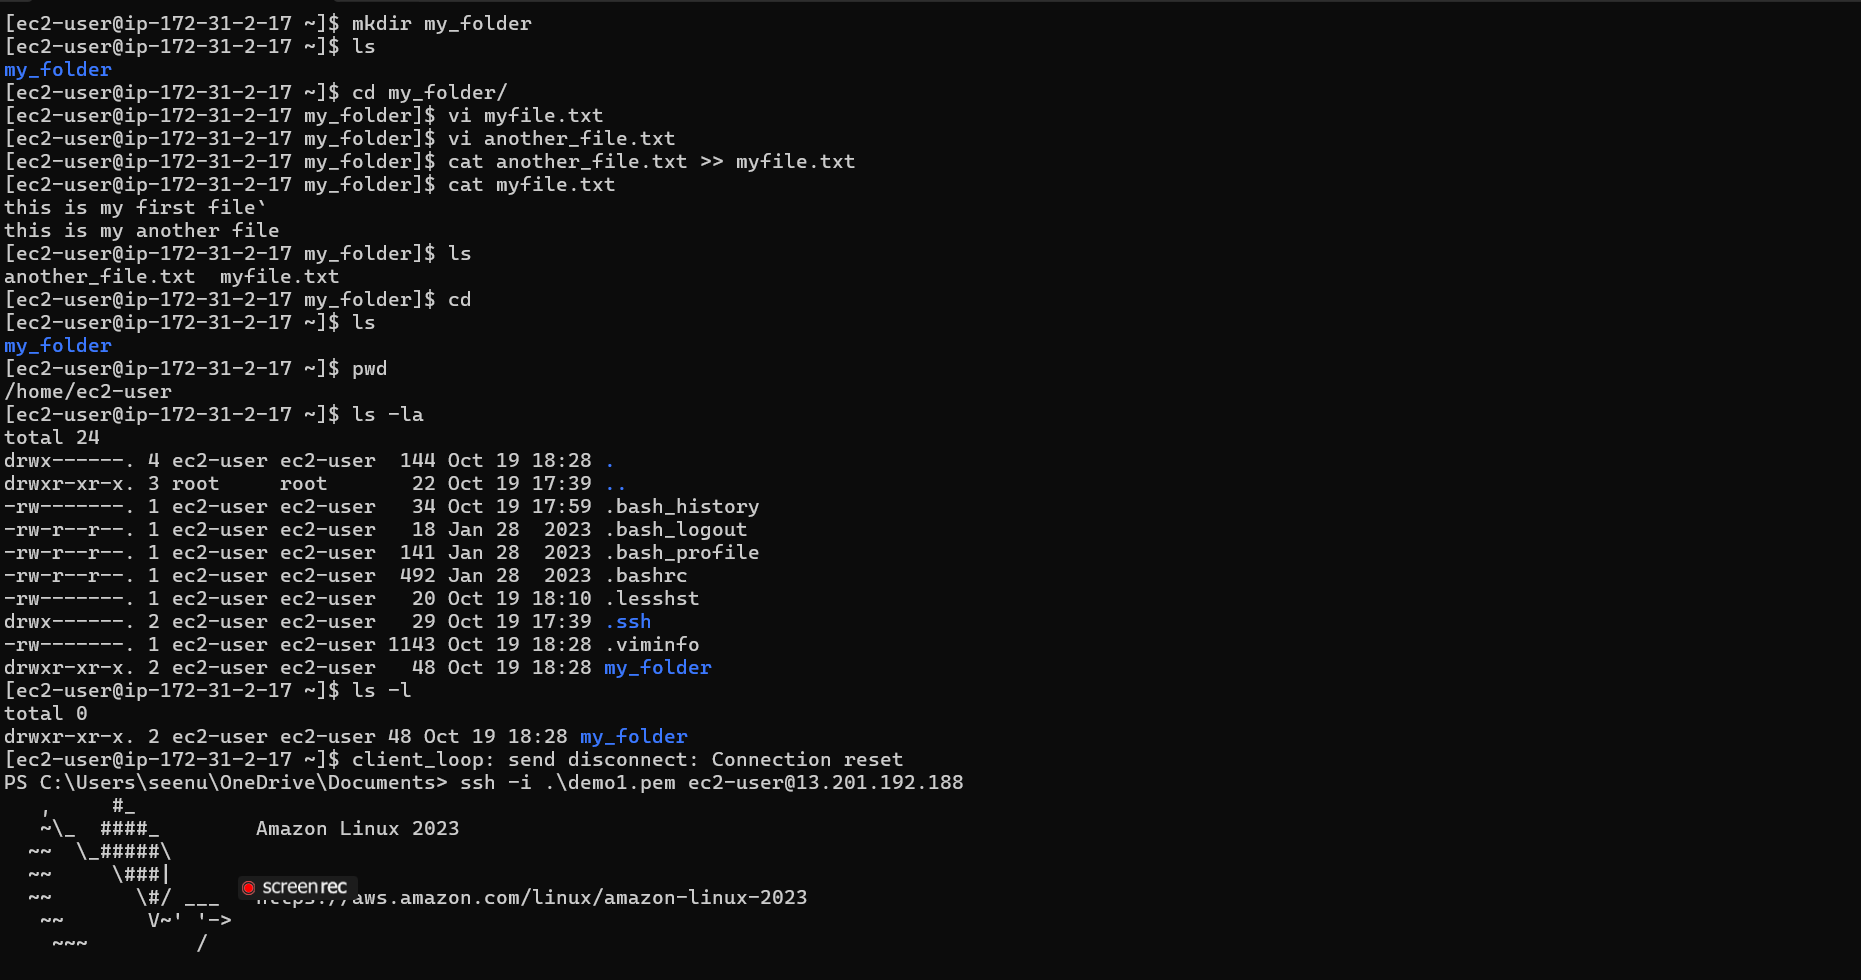 [ec2-user@ip-172-31-2-17 ~]$ mkdir my_folder
[ec2-user@ip-172-31-2-17 ~]$ ls
my_folder
[ec2-user@ip-172-31-2-17 ~]$ cd my_folder/
[ec2-user@ip-172-31-2-17 my_folder]$ vi myfile.txt
[ec2-user@ip-172-31-2-17 my_folder]$ vi another_file.txt
[ec2-user@ip-172-31-2-17 my_folder]$ cat another_file.txt >> myfile.txt
[ec2-user@ip-172-31-2-17 my_folder]$ cat myfile.txt
this is my first file`
this is my another file
[ec2-user@ip-172-31-2-17 my_folder]$ ls
another_file.txt  myfile.txt
[ec2-user@ip-172-31-2-17 my_folder]$ cd
[ec2-user@ip-172-31-2-17 ~]$ ls
my_folder
[ec2-user@ip-172-31-2-17 ~]$ pwd
/home/ec2-user
[ec2-user@ip-172-31-2-17 ~]$ ls -la
total 24
drwx------. 4 ec2-user ec2-user  144 Oct 19 18:28 .
drwxr-xr-x. 3 root     root       22 Oct 19 17:39 ..
-rw-------. 1 ec2-user ec2-user   34 Oct 19 17:59 .bash_history
-rw-r--r--. 1 ec2-user ec2-user   18 Jan 28  2023 .bash_logout
-rw-r--r--. 1 ec2-user ec2-user  141 Jan 28  2023 .bash_profile
-rw-r--r--. 1 ec2-user ec2-user  492 Jan 28  2023 .bashrc
-rw-------. 1 ec2-user ec2-user   20 Oct 19 18:10 .lesshst
drwx------. 2 ec2-user ec2-user   29 Oct 19 17:39 .ssh
-rw-------. 1 ec2-user ec2-user 1143 Oct 19 18:28 .viminfo
drwxr-xr-x. 2 ec2-user ec2-user   48 Oct 19 18:28 my_folder
[ec2-user@ip-172-31-2-17 ~]$ ls -l
total 0
drwxr-xr-x. 2 ec2-user ec2-user 48 Oct 19 18:28 my_folder
[ec2-user@ip-172-31-2-17 ~]$ client_loop: send disconnect: Connection reset
PS C:\Users\seenu\OneDrive\Documents> ssh -i .\demo1.pem ec2-user@13.201.192.188
   ,     #_
   ~\_  ####_        Amazon Linux 2023
  ~~  \_#####\
  ~~     \###|
screenrec
  ~~       \#/ ___   https://aws.amazon.com/linux/amazon-linux-2023
   ~~       V~' '->
    ~~~         /